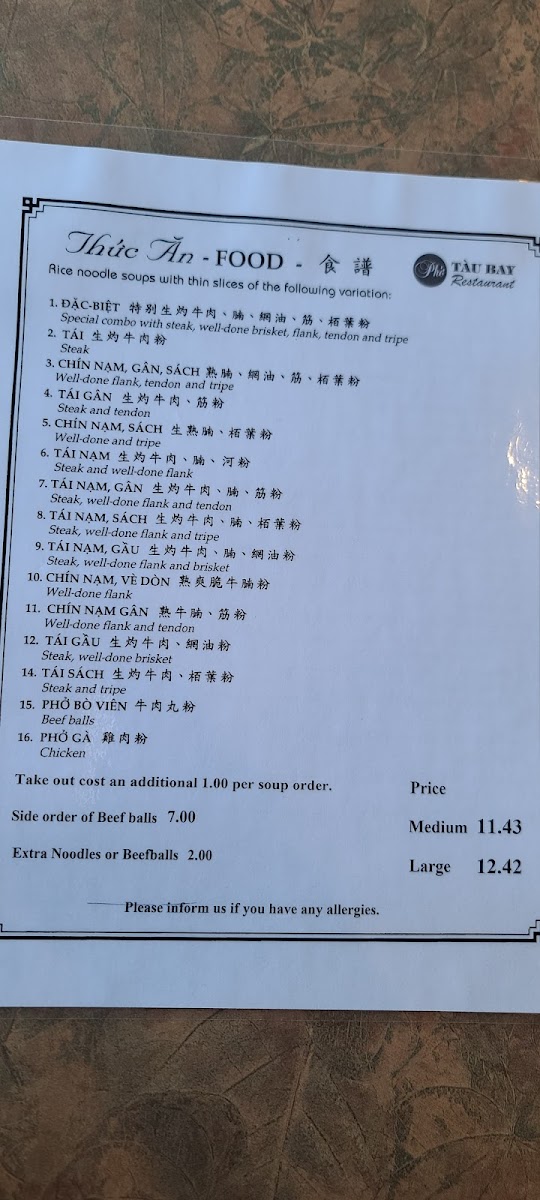 Thức Ăn - FOOD - 食譜
Phở TÀU BAY
Restaurant
Rice noodle soups with thin slices of the following variation:
1. ĐẶC-BIỆT 特别生灼牛肉、腩、網油、筋、栢葉粉
Special combo with steak, well-done brisket, flank, tendon and tripe
2. TÁI 生灼牛肉粉
Steak
3. CHÍN NẠM, GÂN, SÁCH 熟腩、網油、筋、栢葉粉
Well-done flank, tendon and tripe
4. TÁI GÂN 生灼牛肉、筋粉
Steak and tendon
5. CHÍN NẠM, SÁCH 生熟腩、栢葉粉
Well-done and tripe
6. TÁI NẠM 生灼牛肉、腩、河粉
Steak and well-done flank
7. TÁI NẠM, GÂN 生灼牛肉、腩、筋粉
Steak, well-done flank and tendon
8. TÁI NẠM, SÁCH 生灼牛肉、腩、栢葉粉
Steak, well-done flank and tripe
9. TÁI NẠM, GẦU 生灼牛肉、腩、網油粉
Steak, well-done flank and brisket
10. CHÍN NẠM, VÈ DÒN 熟爽脆牛腩粉
Well-done flank
11. CHÍN NẠM GÂN 熟牛腩、筋粉
Well-done flank and tendon
12. TÁI GẦU 生灼牛肉、網油粉
Steak, well-done brisket
14. TÁI SÁCH 生灼牛肉、栢葉粉
Steak and tripe
15. PHỞ BÒ VIÊN 牛肉丸粉
Beef balls
16. PHỞ GÀ 雞肉粉
Chicken
Take out cost an additional 1.00 per soup order.
Price
Side order of Beef balls 7.00
Medium 11.43
Extra Noodles or Beefballs 2.00
Large 12.42
Please inform us if you have any allergies.